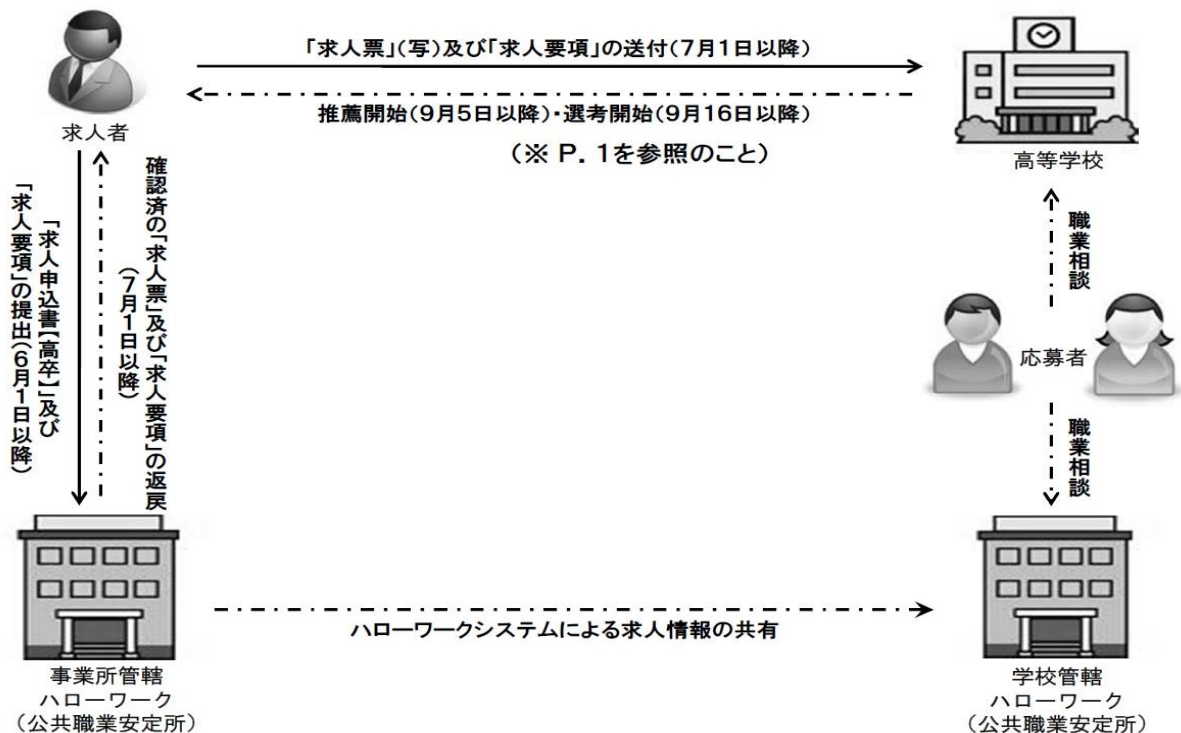 「求人票」(写)及び「求人要項」の送付(7月1日以降)
推薦開始(9月5日以降)・選考開始(9月16日以降)
(※ P. 1を参照のこと)
求人者
高等学校
「求人申込書【高卒】」及び
「求人要項」の提出(6月1日以降)
確認済の「求人票」及び「求人要項」の返戻
(7月1日以降)
職業相談
応募者
職業相談
ハローワークシステムによる求人情報の共有
事業所管轄
ハローワーク
(公共職業安定所)
学校管轄
ハローワーク
(公共職業安定所)